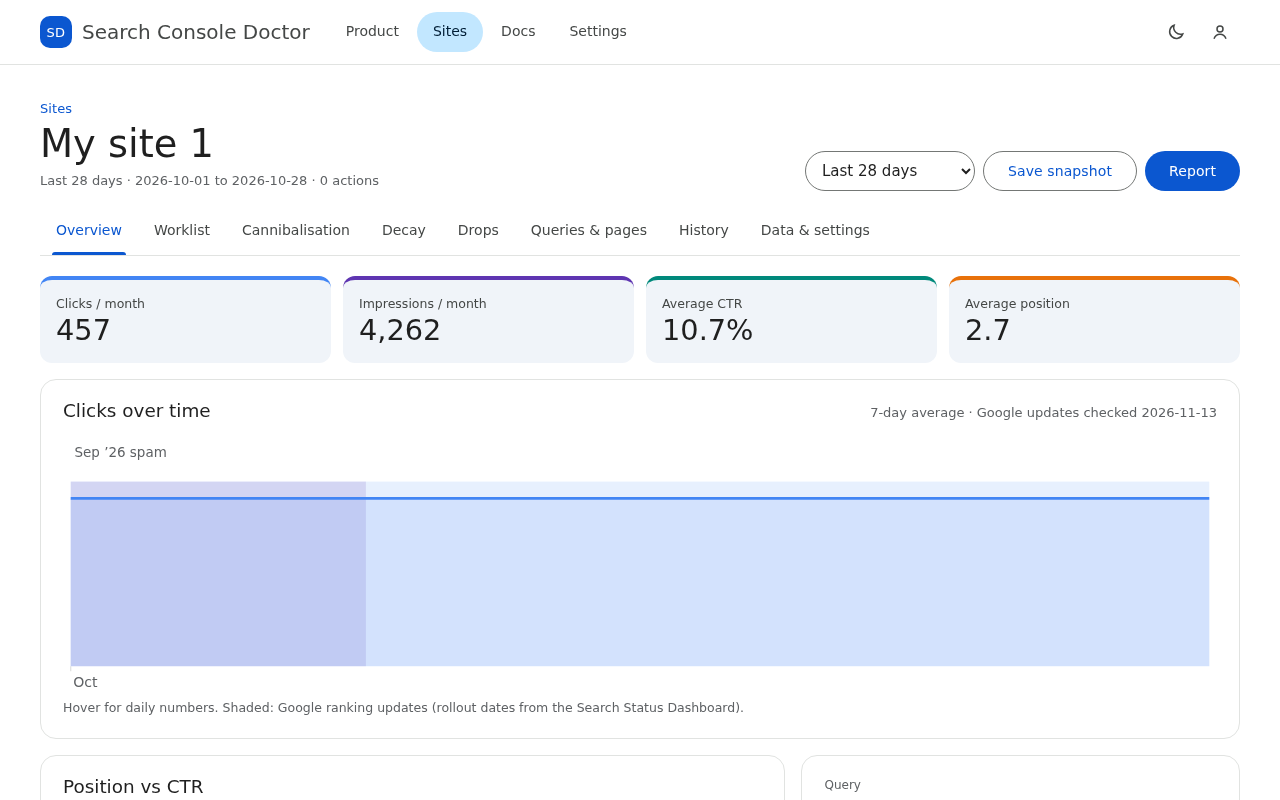 SD Search Console Doctor Product Sites Docs Settings
Sites
My site 1
Last 28 days · 2026-10-01 to 2026-10-28 · 0 actions
Last 28 days Save snapshot Report
Overview Worklist Cannibalisation Decay Drops Queries & pages History Data & settings
Clicks / month
457
Impressions / month
4,262
Average CTR
10.7%
Average position
2.7
Clicks over time
7-day average · Google updates checked 2026-11-13
Sep ’26 spam
Oct
Hover for daily numbers. Shaded: Google ranking updates (rollout dates from the Search Status Dashboard).
Position vs CTR
Query